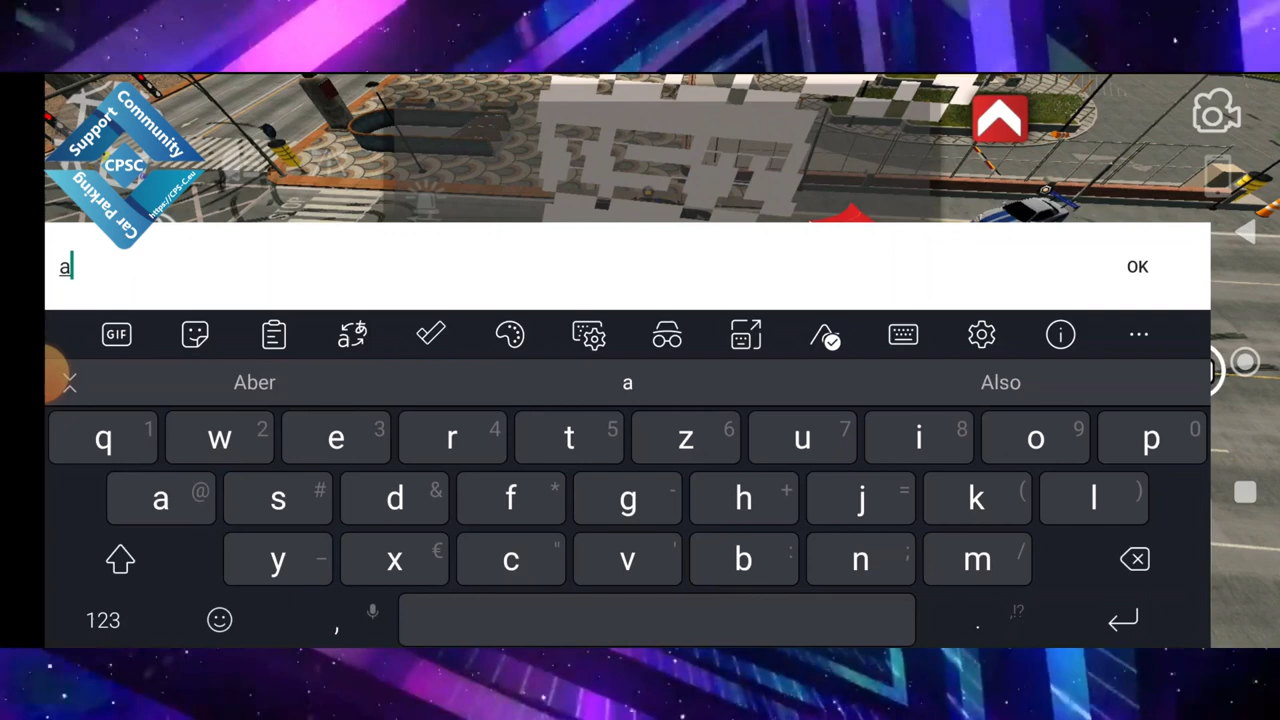 Support Community
CPSC
Car Parking
https://CPS-C.eu
a
OK
GIF
Aber a Also
q 1 w 2 e 3 r 4 t 5 z 6 u 7 i 8 o 9 p 0
a @ s # d & f * g - h + j = k ( l )
y _ x € c " v ' b : n ; m /
123 , . ,!?